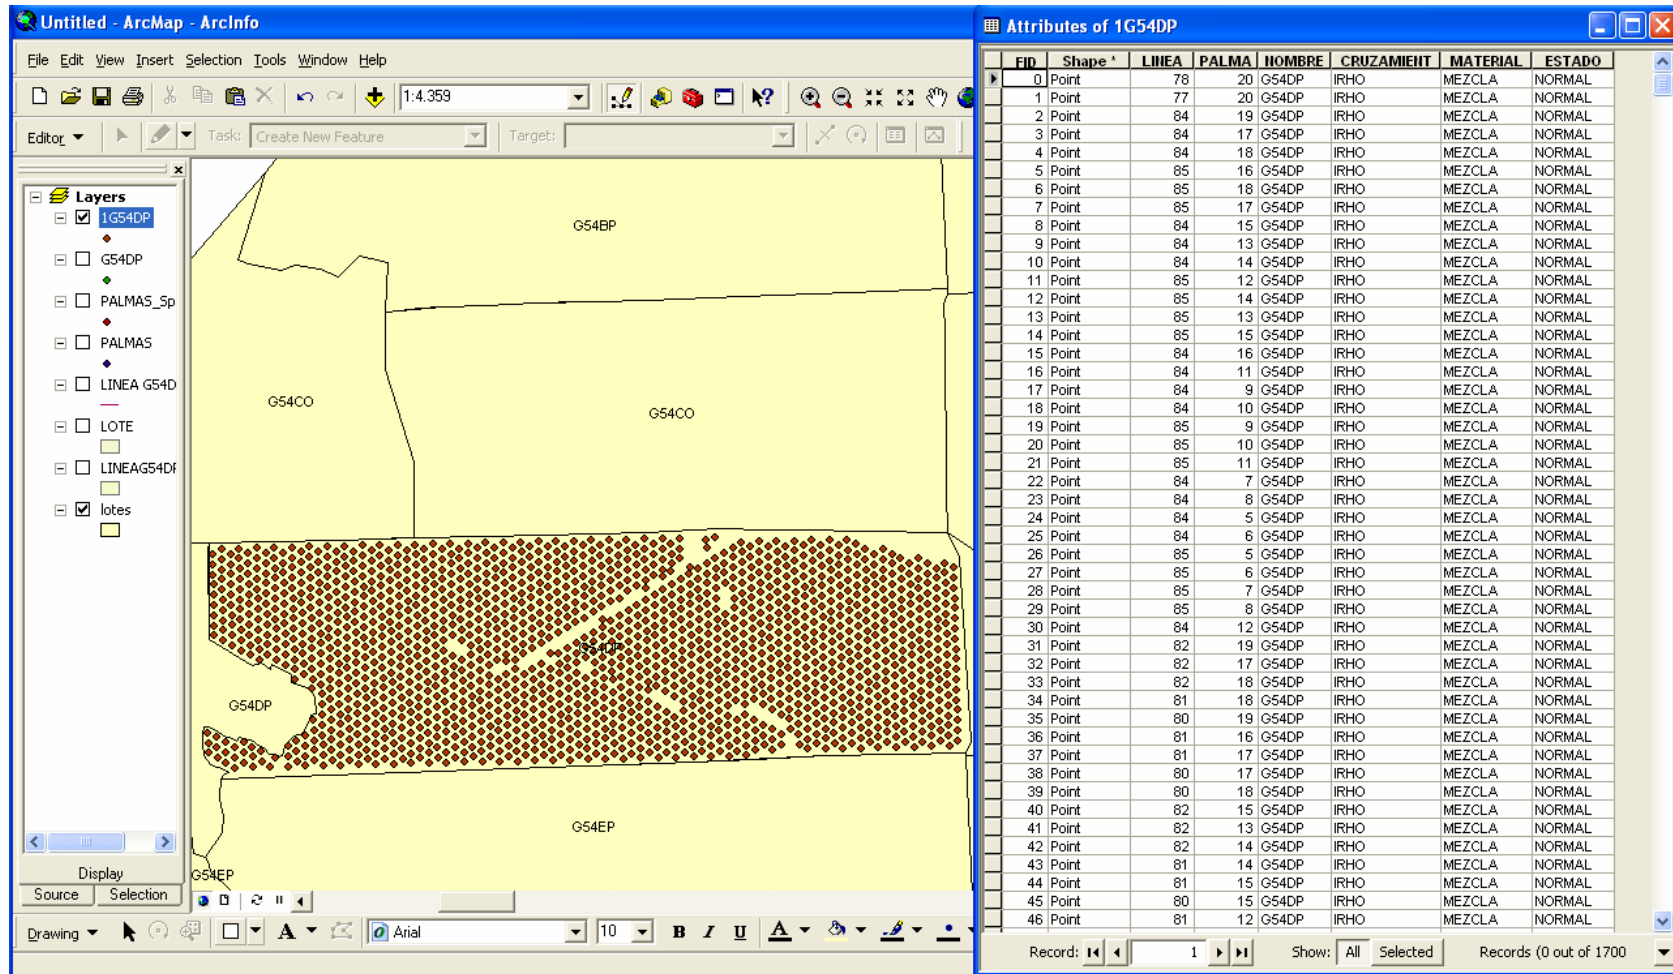 Untitled - ArcMap - ArcInfo
File Edit View Insert Selection Tools Window Help
1:4.359
Editor Task: Create New Feature Target:
Layers
1G54DP
G54DP
PALMAS_Sp
PALMAS
LINEA G54D
LOTE
LINEAG54DF
lotes
Display
Source Selection
G54BP
G54CO
G54CO
G54DP
G54DP
G54EP
G54EP
Drawing A Arial 10 B I U A
Attributes of 1G54DP
FID Shape * LINEA PALMA NOMBRE CRUZAMIENT MATERIAL ESTADO
0 Point 78 20 G54DP IRHO MEZCLA NORMAL
1 Point 77 20 G54DP IRHO MEZCLA NORMAL
2 Point 84 19 G54DP IRHO MEZCLA NORMAL
3 Point 84 17 G54DP IRHO MEZCLA NORMAL
4 Point 84 18 G54DP IRHO MEZCLA NORMAL
5 Point 85 16 G54DP IRHO MEZCLA NORMAL
6 Point 85 18 G54DP IRHO MEZCLA NORMAL
7 Point 85 17 G54DP IRHO MEZCLA NORMAL
8 Point 84 15 G54DP IRHO MEZCLA NORMAL
9 Point 84 13 G54DP IRHO MEZCLA NORMAL
10 Point 84 14 G54DP IRHO MEZCLA NORMAL
11 Point 85 12 G54DP IRHO MEZCLA NORMAL
12 Point 85 14 G54DP IRHO MEZCLA NORMAL
13 Point 85 13 G54DP IRHO MEZCLA NORMAL
14 Point 85 15 G54DP IRHO MEZCLA NORMAL
15 Point 84 16 G54DP IRHO MEZCLA NORMAL
16 Point 84 11 G54DP IRHO MEZCLA NORMAL
17 Point 84 9 G54DP IRHO MEZCLA NORMAL
18 Point 84 10 G54DP IRHO MEZCLA NORMAL
19 Point 85 9 G54DP IRHO MEZCLA NORMAL
20 Point 85 10 G54DP IRHO MEZCLA NORMAL
21 Point 85 11 G54DP IRHO MEZCLA NORMAL
22 Point 84 7 G54DP IRHO MEZCLA NORMAL
23 Point 84 8 G54DP IRHO MEZCLA NORMAL
24 Point 84 5 G54DP IRHO MEZCLA NORMAL
25 Point 84 6 G54DP IRHO MEZCLA NORMAL
26 Point 85 5 G54DP IRHO MEZCLA NORMAL
27 Point 85 6 G54DP IRHO MEZCLA NORMAL
28 Point 85 7 G54DP IRHO MEZCLA NORMAL
29 Point 85 8 G54DP IRHO MEZCLA NORMAL
30 Point 84 12 G54DP IRHO MEZCLA NORMAL
31 Point 82 19 G54DP IRHO MEZCLA NORMAL
32 Point 82 17 G54DP IRHO MEZCLA NORMAL
33 Point 82 18 G54DP IRHO MEZCLA NORMAL
34 Point 81 18 G54DP IRHO MEZCLA NORMAL
35 Point 80 19 G54DP IRHO MEZCLA NORMAL
36 Point 81 16 G54DP IRHO MEZCLA NORMAL
37 Point 81 17 G54DP IRHO MEZCLA NORMAL
38 Point 80 17 G54DP IRHO MEZCLA NORMAL
39 Point 80 18 G54DP IRHO MEZCLA NORMAL
40 Point 82 15 G54DP IRHO MEZCLA NORMAL
41 Point 82 13 G54DP IRHO MEZCLA NORMAL
42 Point 82 14 G54DP IRHO MEZCLA NORMAL
43 Point 81 14 G54DP IRHO MEZCLA NORMAL
44 Point 81 15 G54DP IRHO MEZCLA NORMAL
45 Point 80 15 G54DP IRHO MEZCLA NORMAL
46 Point 81 12 G54DP IRHO MEZCLA NORMAL
Record: 1 Show: All Selected Records (0 out of 1700